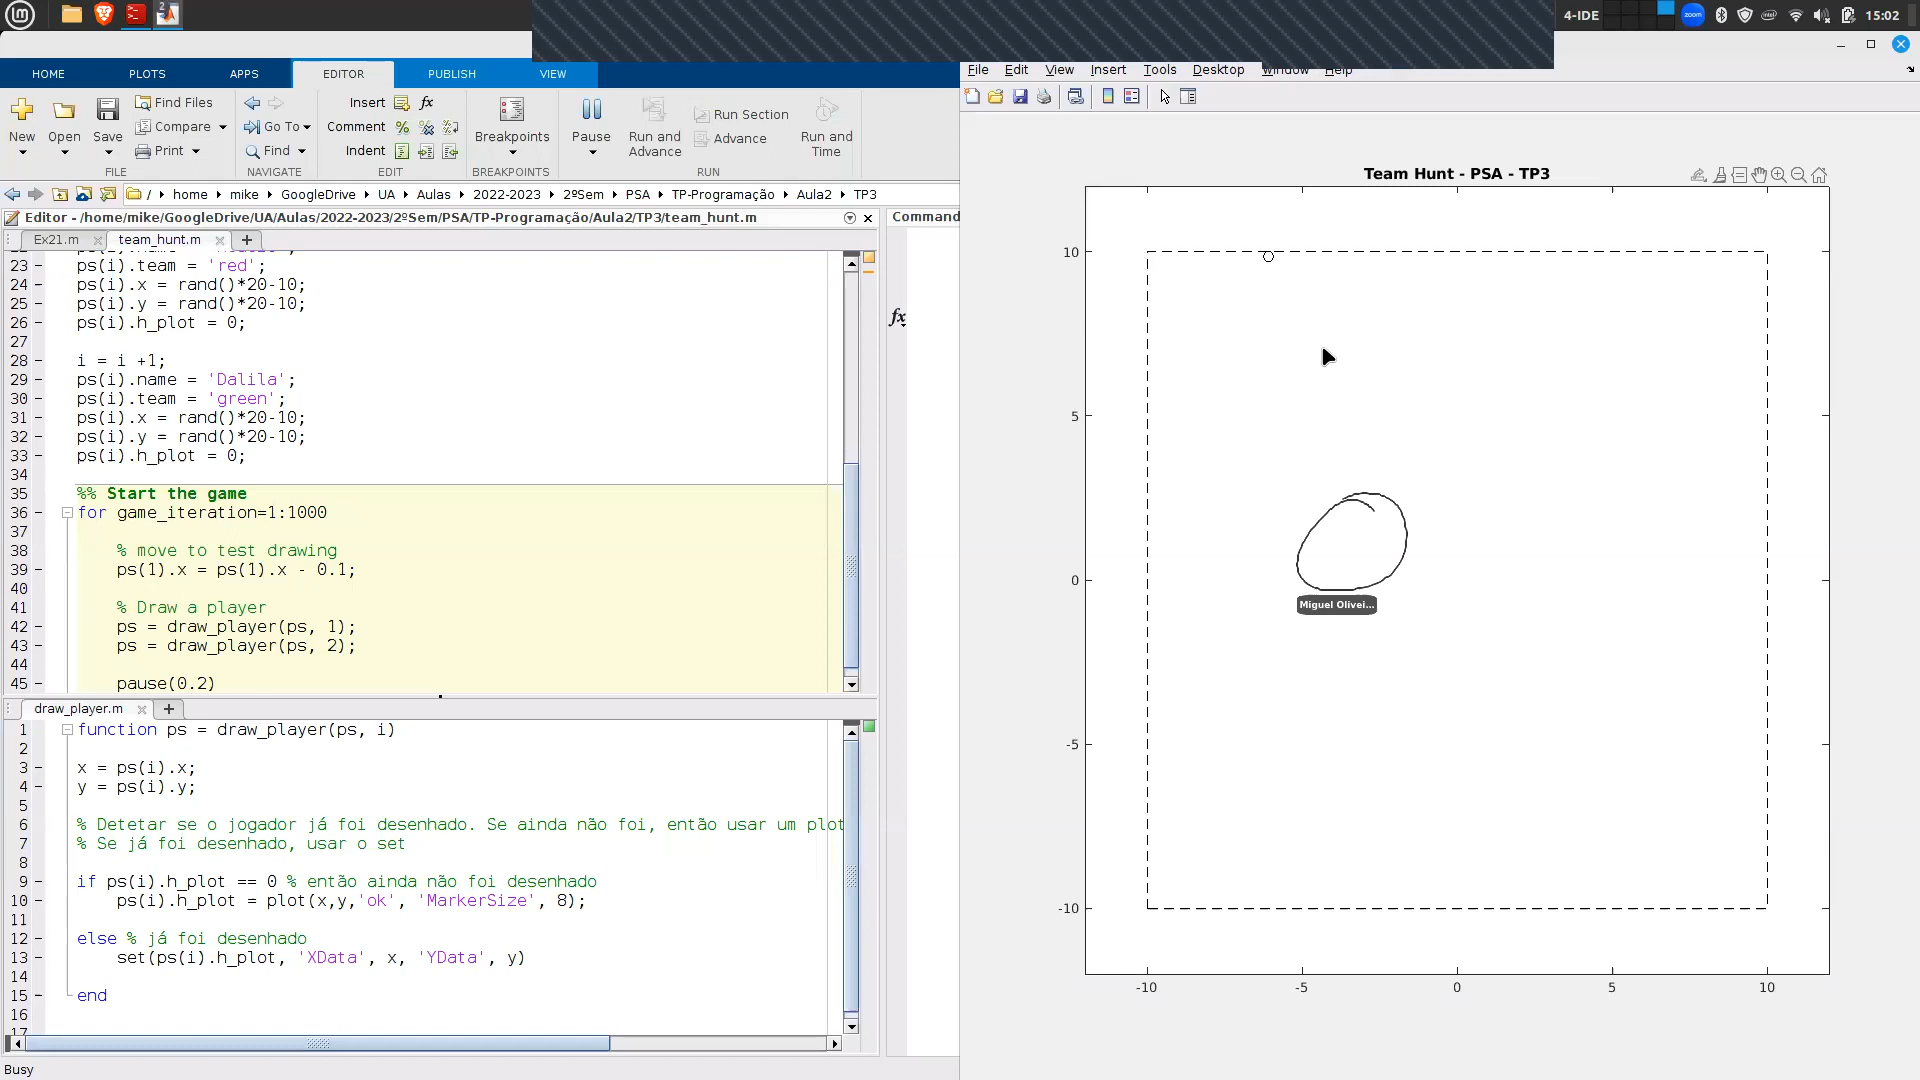 4-IDE
zoom
15:02
HOME PLOTS APPS EDITOR PUBLISH VIEW
New
Open
Save
Find Files
Compare
Print
FILE
Go To
Find
NAVIGATE
Insert
fx
Comment
Indent
EDIT
Breakpoints
BREAKPOINTS
Pause
Run and Advance
Run Section
Advance
Run and Time
RUN
/ home mike GoogleDrive UA Aulas 2022-2023 2ºSem PSA TP-Programação Aula2 TP3
Editor - /home/mike/GoogleDrive/UA/Aulas/2022-2023/2ºSem/PSA/TP-Programação/Aula2/TP3/team_hunt.m
Ex21.m team_hunt.m
23 ps(i).team = 'red';
24 ps(i).x = rand()*20-10;
25 ps(i).y = rand()*20-10;
26 ps(i).h_plot = 0;
27
28 i = i +1;
29 ps(i).name = 'Dalila';
30 ps(i).team = 'green';
31 ps(i).x = rand()*20-10;
32 ps(i).y = rand()*20-10;
33 ps(i).h_plot = 0;
34
35 %% Start the game
36 for game_iteration=1:1000
37
38 % move to test drawing
39 ps(1).x = ps(1).x - 0.1;
40
41 % Draw a player
42 ps = draw_player(ps, 1);
43 ps = draw_player(ps, 2);
44
45 pause(0.2)
draw_player.m
1 function ps = draw_player(ps, i)
2
3 x = ps(i).x;
4 y = ps(i).y;
5
6 % Detetar se o jogador já foi desenhado. Se ainda não foi, então usar um plot
7 % Se já foi desenhado, usar o set
8
9 if ps(i).h_plot == 0 % então ainda não foi desenhado
10 ps(i).h_plot = plot(x,y,'ok', 'MarkerSize', 8);
11
12 else % já foi desenhado
13 set(ps(i).h_plot, 'XData', x, 'YData', y)
14
15 end
16
17
Busy
Command
fx
File Edit View Insert Tools Desktop Window Help
Team Hunt - PSA - TP3
10
5
0
-5
-10
-10 -5 0 5 10
Miguel Olivei...